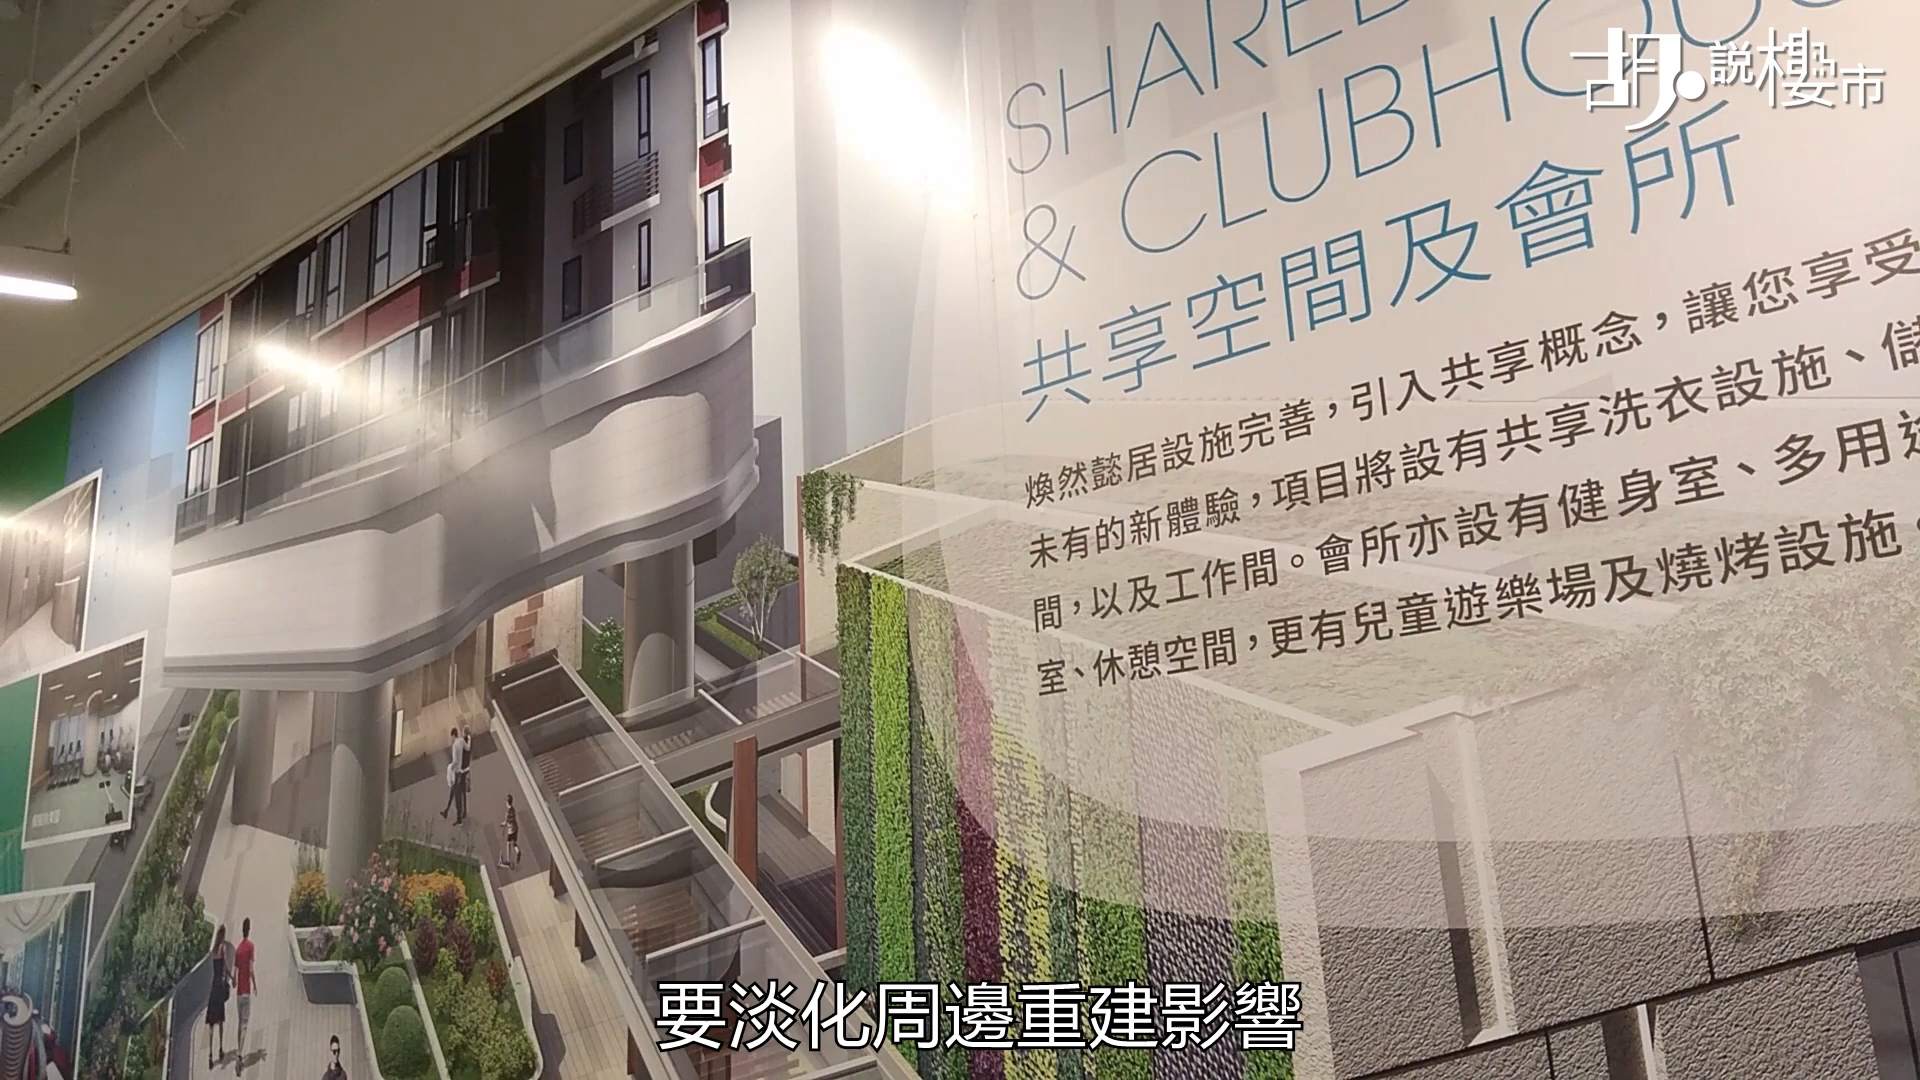 胡.説樓市
SHARED
& CLUBHOUSE
共享空間及會所
煥然懿居設施完善，引入共享概念，讓您享受
未有的新體驗，項目將設有共享洗衣設施、儲
間，以及工作間。會所亦設有健身室、多用途
室、休憩空間，更有兒童遊樂場及燒烤設施。
要淡化周邊重建影響